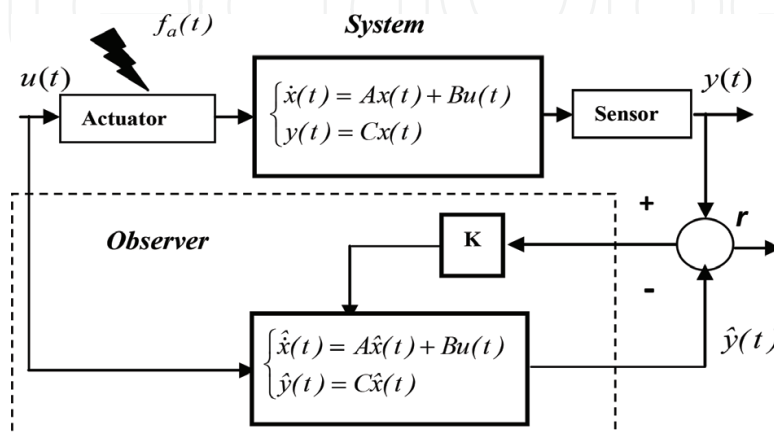 f_a(t)
System
u(t)
Actuator
ẋ(t) = Ax(t) + Bu(t)
y(t) = Cx(t)
Sensor
y(t)
+
r
Observer
K
-
x̂̇(t) = Ax̂(t) + Bu(t)
ŷ(t) = Cx̂(t)
ŷ(t)